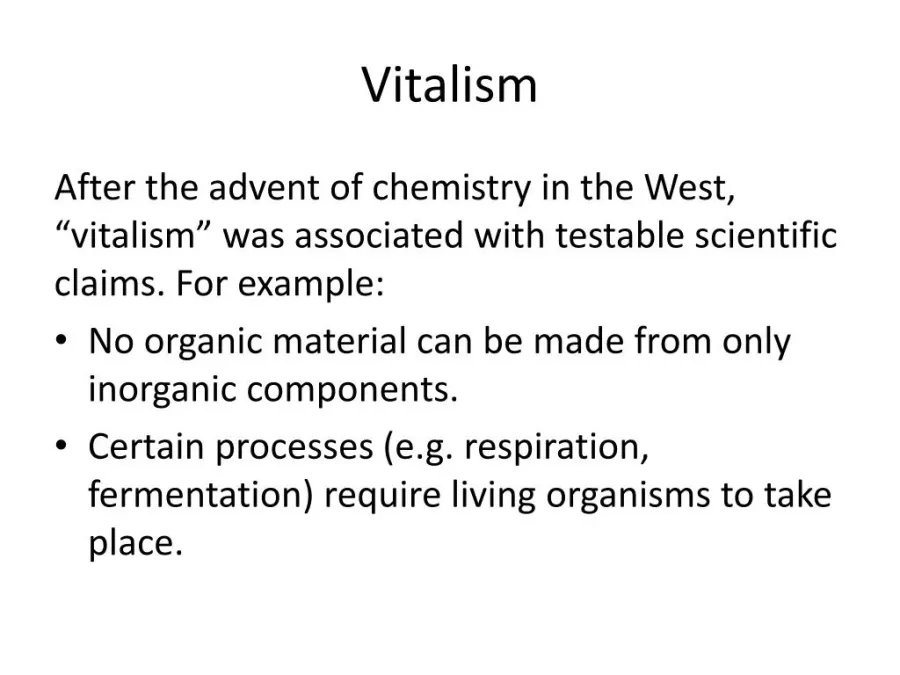 Vitalism
After the advent of chemistry in the West,
“vitalism” was associated with testable scientific
claims. For example:
• No organic material can be made from only
inorganic components.
• Certain processes (e.g. respiration,
fermentation) require living organisms to take
place.